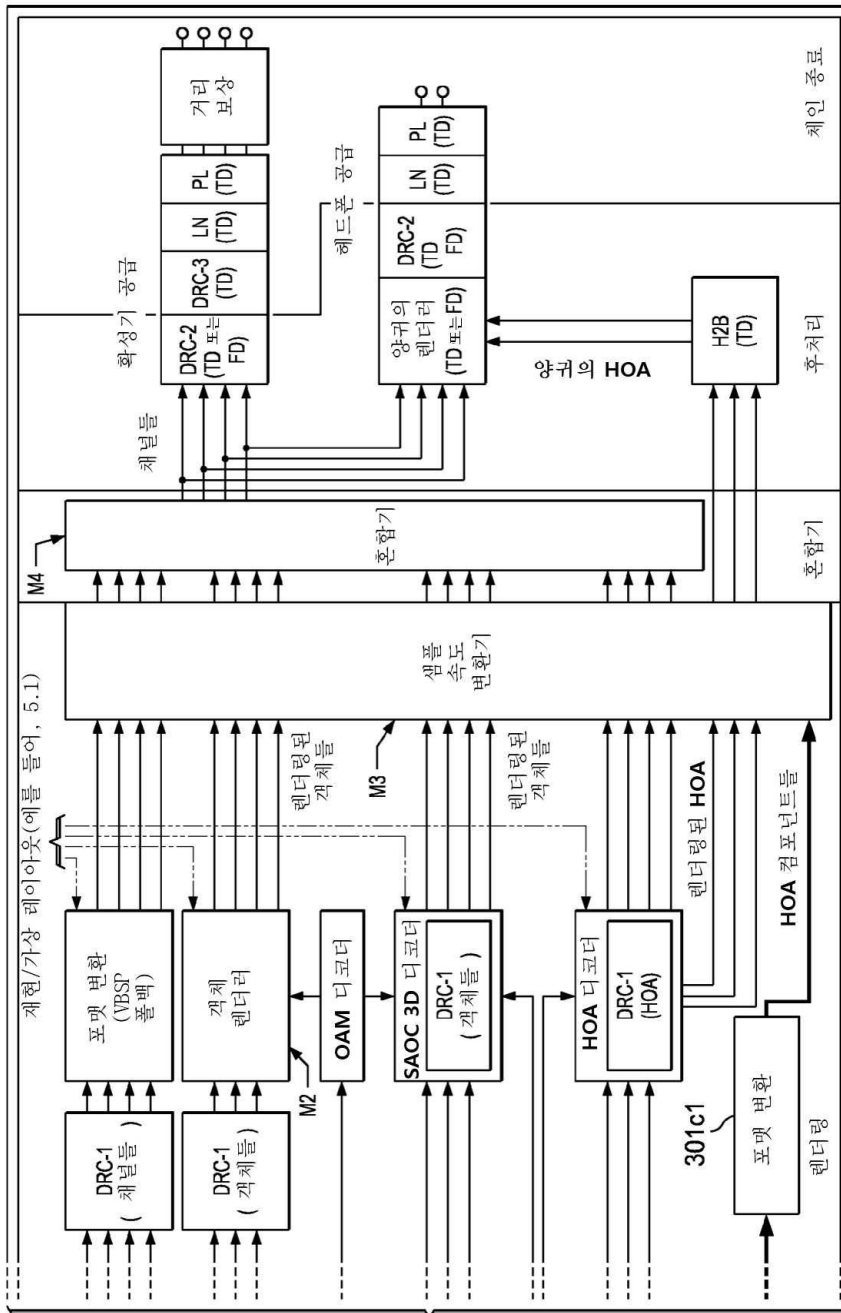 재현/가상 레이아웃(예를 들어, 5.1)
DRC-1
( 채널들 )
포맷 변환
(VBSP
폴백)
DRC-1
( 객체들 )
객체
렌더러
M2
렌더링된
객체들
OAM 디코더
SAOC 3D 디코더
DRC-1
( 객체들 )
렌더링된
객체들
HOA 디코더
DRC-1
(HOA)
렌더링된 HOA
HOA 컴포넌트들
301c1
포맷 변환
렌더링
M3
샘플
속도
변환기
M4
혼합기
혼합기
채널들
확성기 공급
DRC-2
(TD 또는
FD)
DRC-3
(TD)
LN
(TD)
PL
(TD)
거리
보상
헤드폰 공급
양귀의
렌더러
(TD 또는FD)
DRC-2
(TD
FD)
LN
(TD)
PL
(TD)
양귀의 HOA
H2B
(TD)
후처리
체인 종료